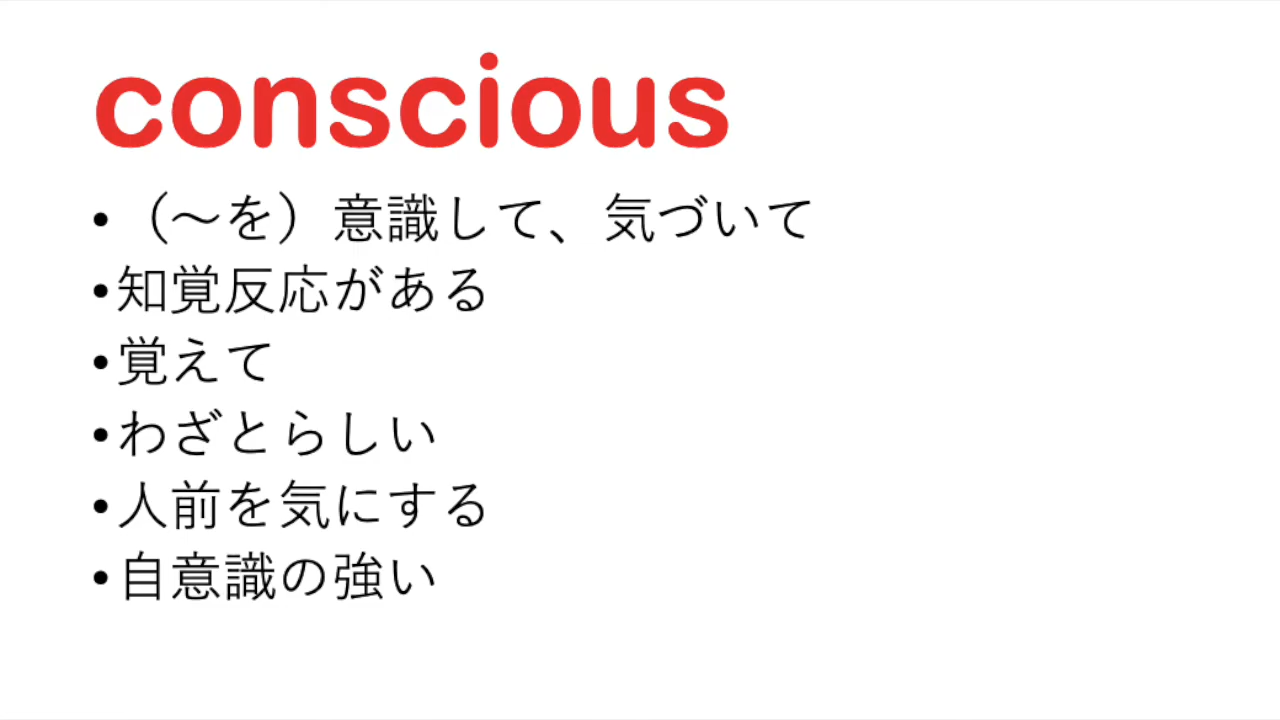 conscious
•（～を）意識して、気づいて
•知覚反応がある
•覚えて
•わざとらしい
•人前を気にする
•自意識の強い